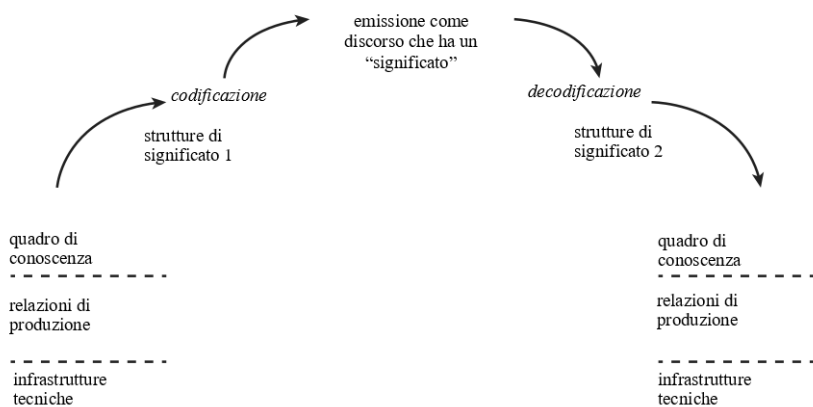 emissione come
discorso che ha un
“significato”
codificazione
decodificazione
strutture di
significato 1
strutture di
significato 2
quadro di
conoscenza
relazioni di
produzione
infrastrutture
tecniche
quadro di
conoscenza
relazioni di
produzione
infrastrutture
tecniche